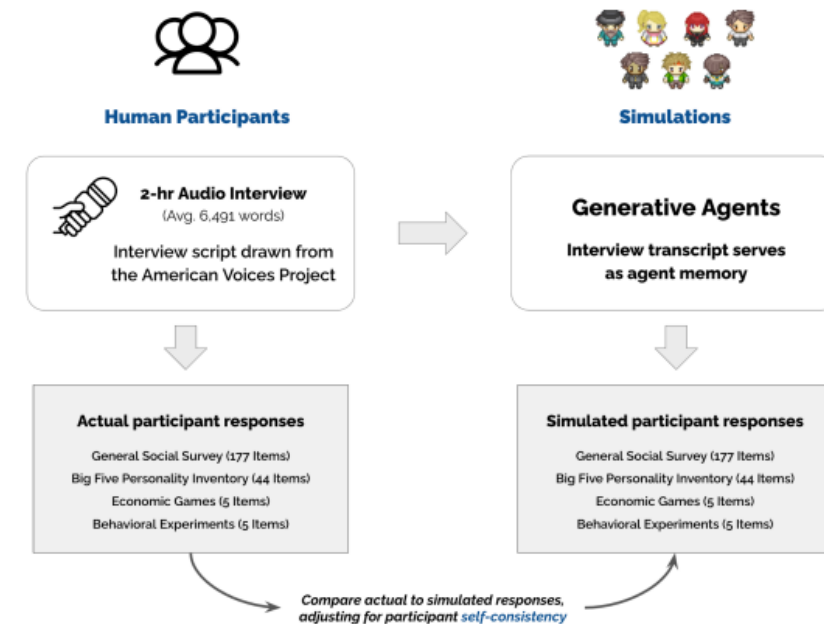 Human Participants
Simulations
2-hr Audio Interview
(Avg. 6,491 words)
Interview script drawn from
the American Voices Project
Generative Agents
Interview transcript serves
as agent memory
Actual participant responses
General Social Survey (177 Items)
Big Five Personality Inventory (44 Items)
Economic Games (5 Items)
Behavioral Experiments (5 Items)
Simulated participant responses
General Social Survey (177 Items)
Big Five Personality Inventory (44 Items)
Economic Games (5 Items)
Behavioral Experiments (5 Items)
Compare actual to simulated responses,
adjusting for participant self-consistency